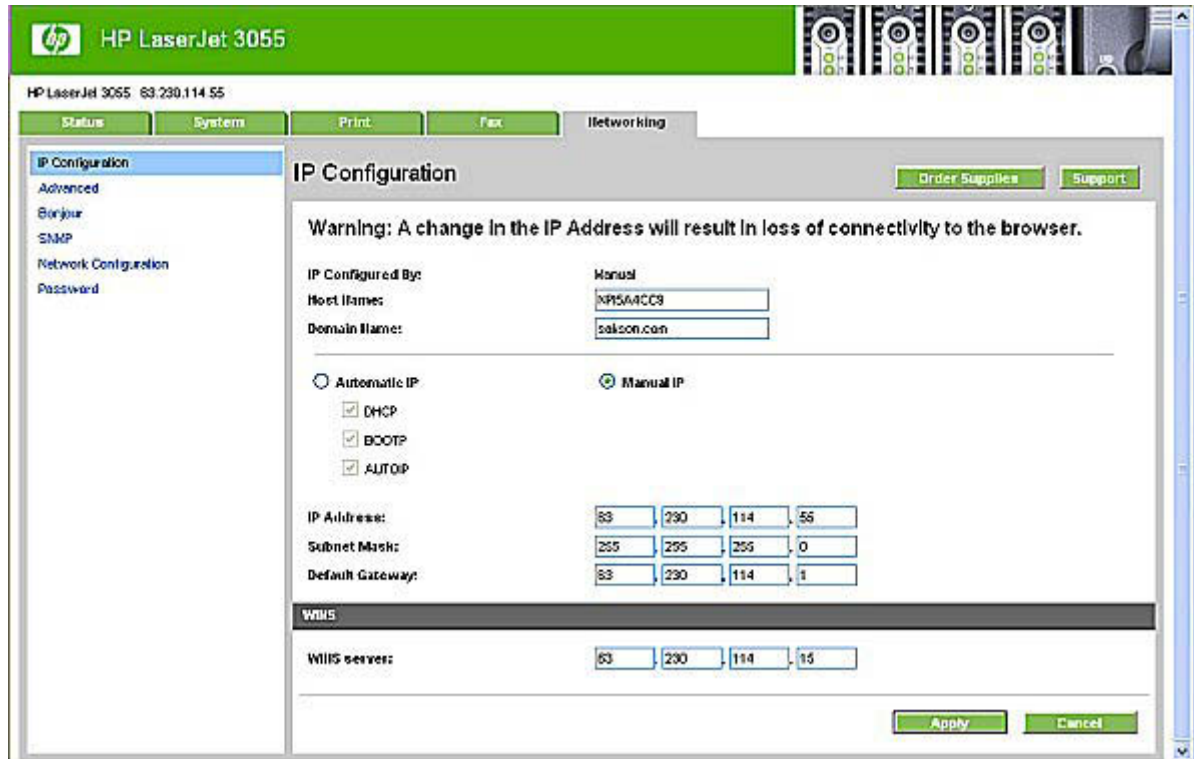 hp HP LaserJet 3055
HP LaserJet 3055 63.230.114.55
Status System Print Fax Networking
IP Configuration
Advanced
Bonjour
SNMP
Network Configuration
Password
IP Configuration
Order Supplies Support
Warning: A change in the IP Address will result in loss of connectivity to the browser.
IP Configured By: Manual
Host Name: NPI5A4CC9
Domain Name:
Automatic IP Manual IP
DHCP
BOOTP
AUTOIP
IP Address: 63 . 230 . 114 . 55
Subnet Mask: 255 . 255 . 255 . 0
Default Gateway: 63 . 230 . 114 . 1
WINS
WINS server: 63 . 230 . 114 . 15
Apply Cancel